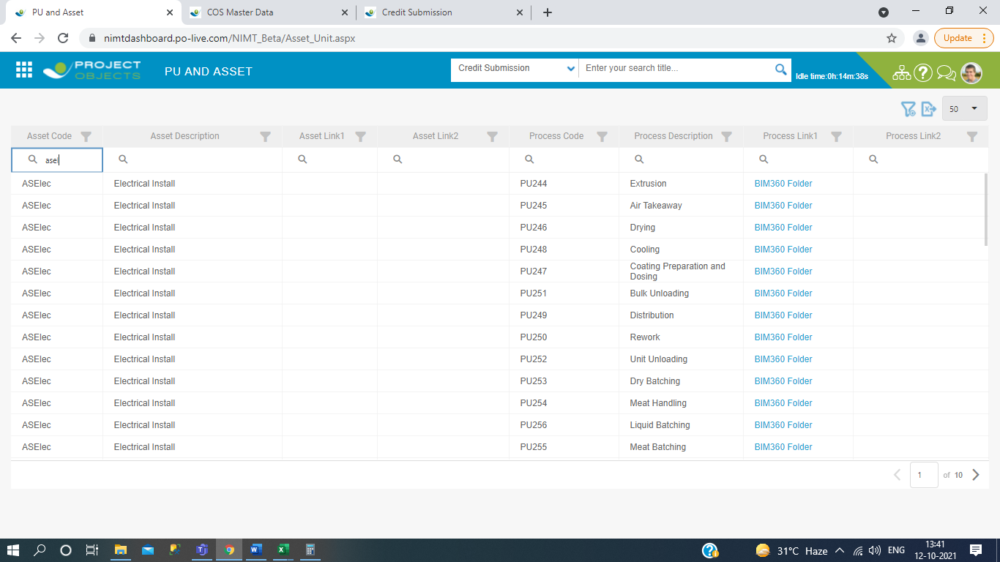 PU and Asset
COS Master Data
Credit Submission
nimtdashboard.po-live.com/NIMT_Beta/Asset_Unit.aspx
Update
PROJECT
OBJECTS
PU AND ASSET
Credit Submission
Enter your search title...
Idle time:0h:14m:38s
50
Asset Code Asset Description Asset Link1 Asset Link2 Process Code Process Description Process Link1 Process Link2
asel
ASElec Electrical Install PU244 Extrusion BIM360 Folder
ASElec Electrical Install PU245 Air Takeaway BIM360 Folder
ASElec Electrical Install PU246 Drying BIM360 Folder
ASElec Electrical Install PU248 Cooling BIM360 Folder
ASElec Electrical Install PU247 Coating Preparation and
Dosing BIM360 Folder
ASElec Electrical Install PU251 Bulk Unloading BIM360 Folder
ASElec Electrical Install PU249 Distribution BIM360 Folder
ASElec Electrical Install PU250 Rework BIM360 Folder
ASElec Electrical Install PU252 Unit Unloading BIM360 Folder
ASElec Electrical Install PU253 Dry Batching BIM360 Folder
ASElec Electrical Install PU254 Meat Handling BIM360 Folder
ASElec Electrical Install PU256 Liquid Batching BIM360 Folder
ASElec Electrical Install PU255 Meat Batching BIM360 Folder
1 of 10
31°C Haze ENG
13:41
12-10-2021